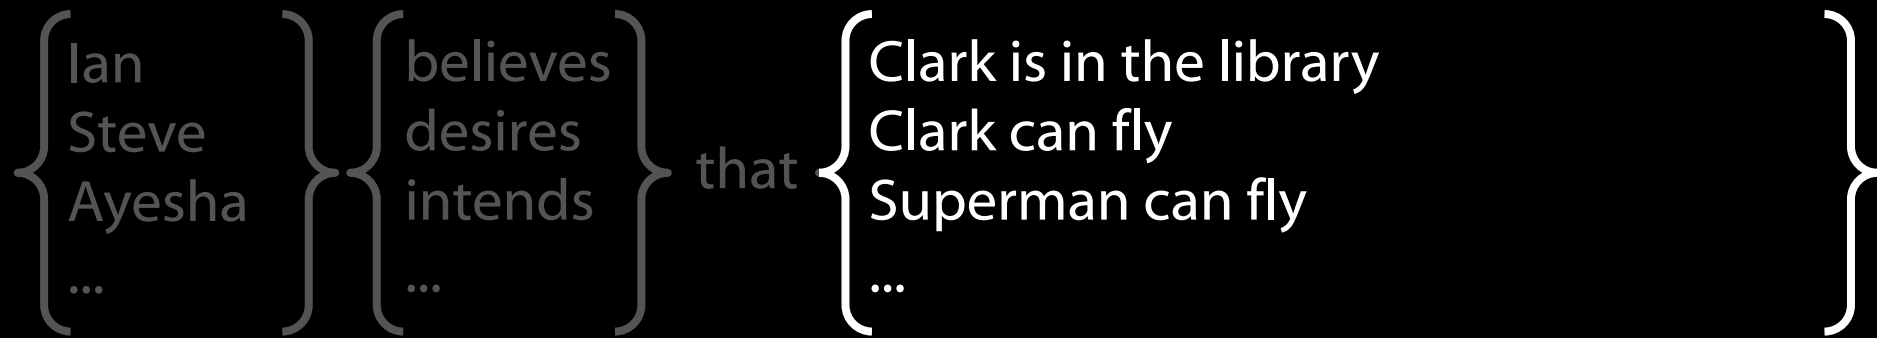 Ian
Steve
Ayesha
...
believes
desires
intends
...
that
Clark is in the library
Clark can fly
Superman can fly
...